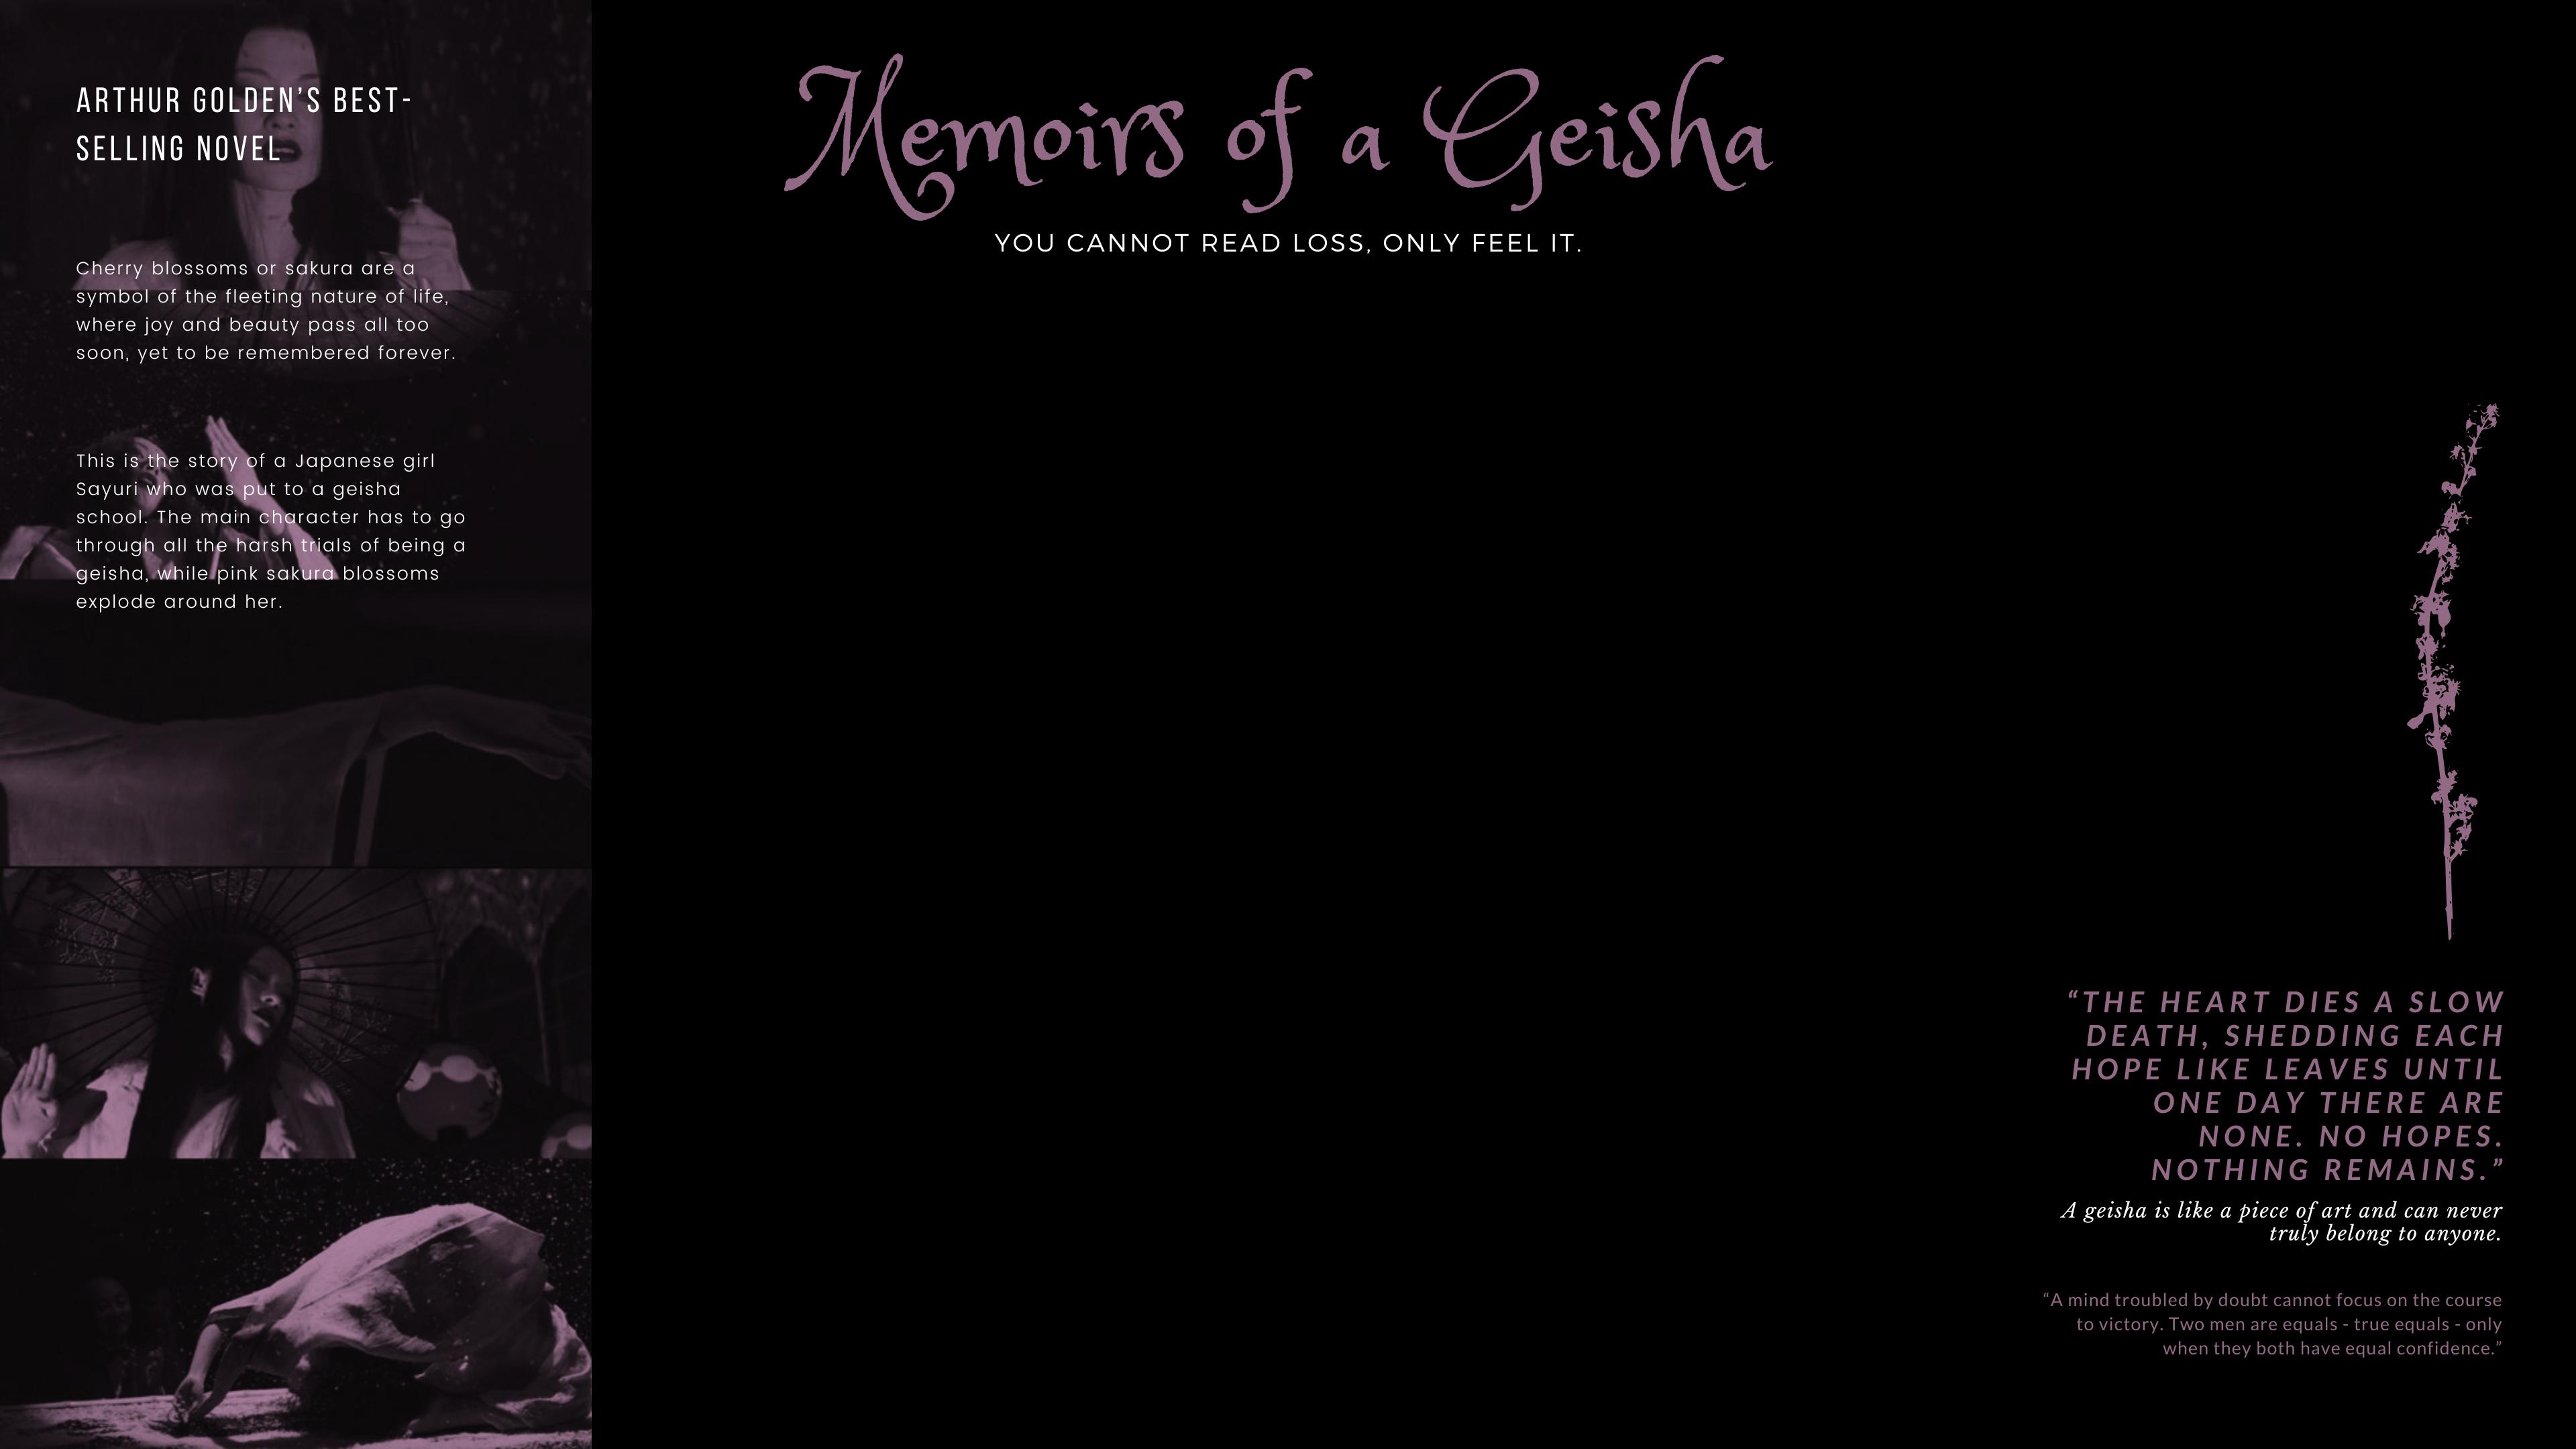 ARTHUR GOLDEN’S BEST-
SELLING NOVEL
Cherry blossoms or sakura are a
symbol of the fleeting nature of life,
where joy and beauty pass all too
soon, yet to be remembered forever.
This is the story of a Japanese girl
Sayuri who was put to a geisha
school. The main character has to go
through all the harsh trials of being a
geisha, while pink sakura blossoms
explode around her.
Memoirs of a Geisha
YOU CANNOT READ LOSS, ONLY FEEL IT.
“THE HEART DIES A SLOW
DEATH, SHEDDING EACH
HOPE LIKE LEAVES UNTIL
ONE DAY THERE ARE
NONE. NO HOPES.
NOTHING REMAINS.”
A geisha is like a piece of art and can never
truly belong to anyone.
“A mind troubled by doubt cannot focus on the course
to victory. Two men are equals - true equals - only
when they both have equal confidence.”